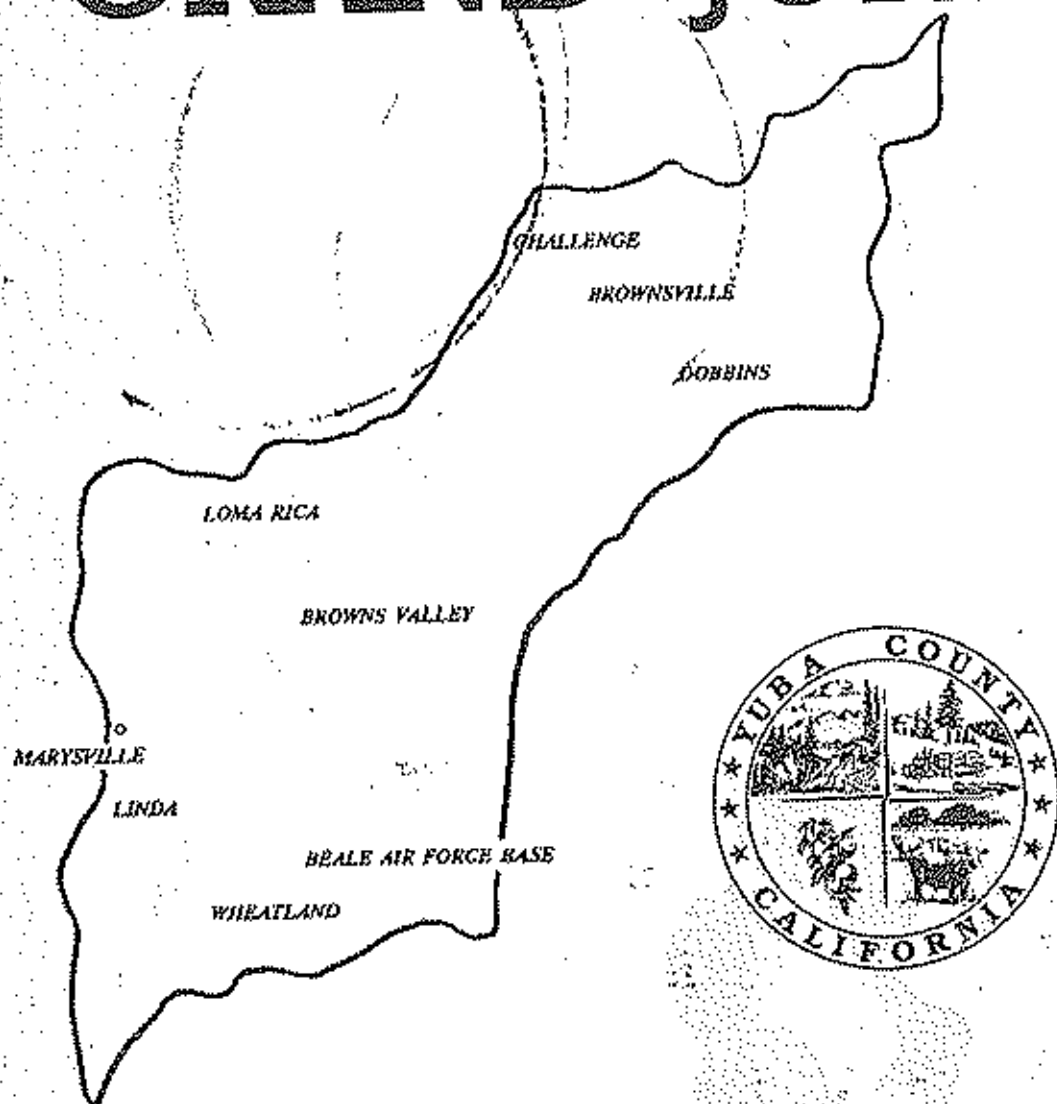 CHALLENGE
BROWNSVILLE
DOBBINS
LOMA RICA
BROWNS VALLEY
MARYSVILLE
LINDA
BEALE AIR FORCE BASE
WHEATLAND
YUBA COUNTY
CALIFORNIA